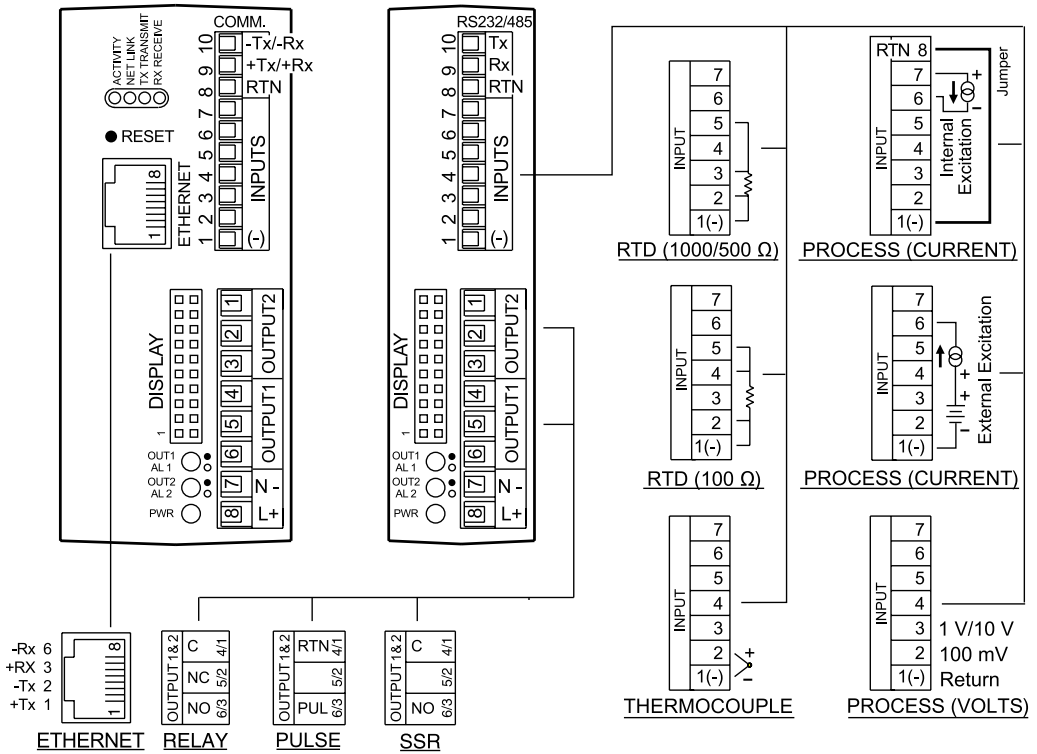 COMM.
10 -Tx/-Rx
9 +Tx/+Rx
8 RTN
7
6
5
4
3
2
1 (-)
INPUTS
ACTIVITY
NET LINK
TX TRANSMIT
RX RECEIVE
RESET
8
1
ETHERNET
DISPLAY
1
1
2
3
OUTPUT2
4
5
6
OUTPUT1
7 N -
8 L+
OUT1
AL 1
OUT2
AL 2
PWR
RS232/485
10 Tx
9 Rx
8 RTN
7
6
5
4
3
2
1 (-)
INPUTS
DISPLAY
1
1
2
3
OUTPUT2
4
5
6
OUTPUT1
7 N -
8 L+
OUT1
AL 1
OUT2
AL 2
PWR
INPUT
7
6
5
4
3
2
1(-)
RTD (1000/500 Ω)
RTN 8
INPUT
7
6
5
4
3
2
1(-)
+
-
Internal
Excitation
Jumper
PROCESS (CURRENT)
INPUT
7
6
5
4
3
2
1(-)
RTD (100 Ω)
INPUT
7
6
5
4
3
2
1(-)
-
+
+
-
External Excitation
PROCESS (CURRENT)
INPUT
7
6
5
4
3
2
1(-)
+
-
THERMOCOUPLE
INPUT
7
6
5
4
3 1 V/10 V
2 100 mV
1(-) Return
PROCESS (VOLTS)
-Rx 6
+RX 3
-Tx 2
+Tx 1
8
1
ETHERNET
OUTPUT 1&2
C 4/1
NC 5/2
NO 6/3
RELAY
OUTPUT 1&2
RTN 4/1
5/2
PUL 6/3
PULSE
OUTPUT 1&2
C 4/1
5/2
NO 6/3
SSR